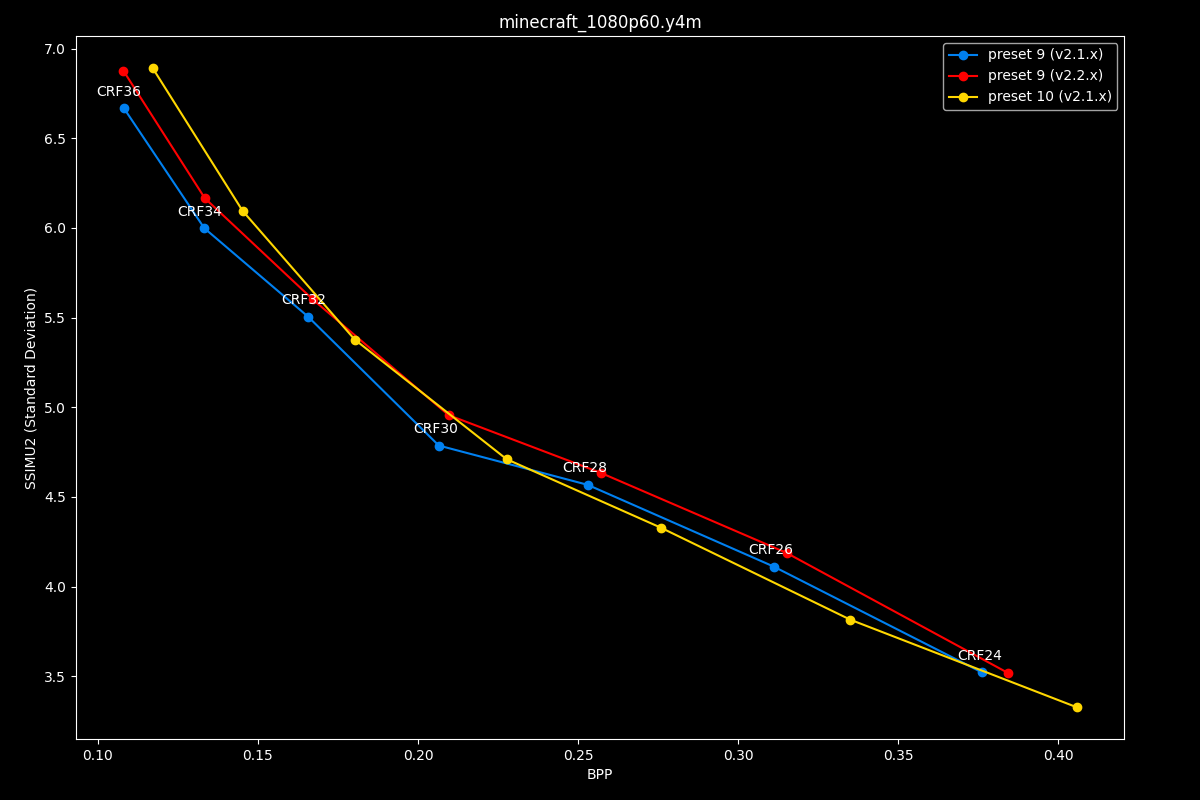 minecraft_1080p60.y4m
preset 9 (v2.1.x)
preset 9 (v2.2.x)
preset 10 (v2.1.x)
7.0
6.5
6.0
5.5
5.0
4.5
4.0
3.5
SSIMU2 (Standard Deviation)
CRF36
CRF34
CRF32
CRF30
CRF28
CRF26
CRF24
0.10
0.15
0.20
0.25
0.30
0.35
0.40
BPP